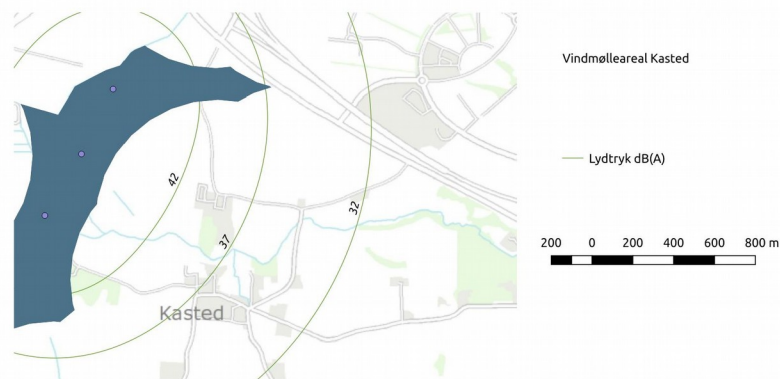 Vindmølleareal Kasted
Lydtryk dB(A)
42
37
32
Kasted
200 0 200 400 600 800 m